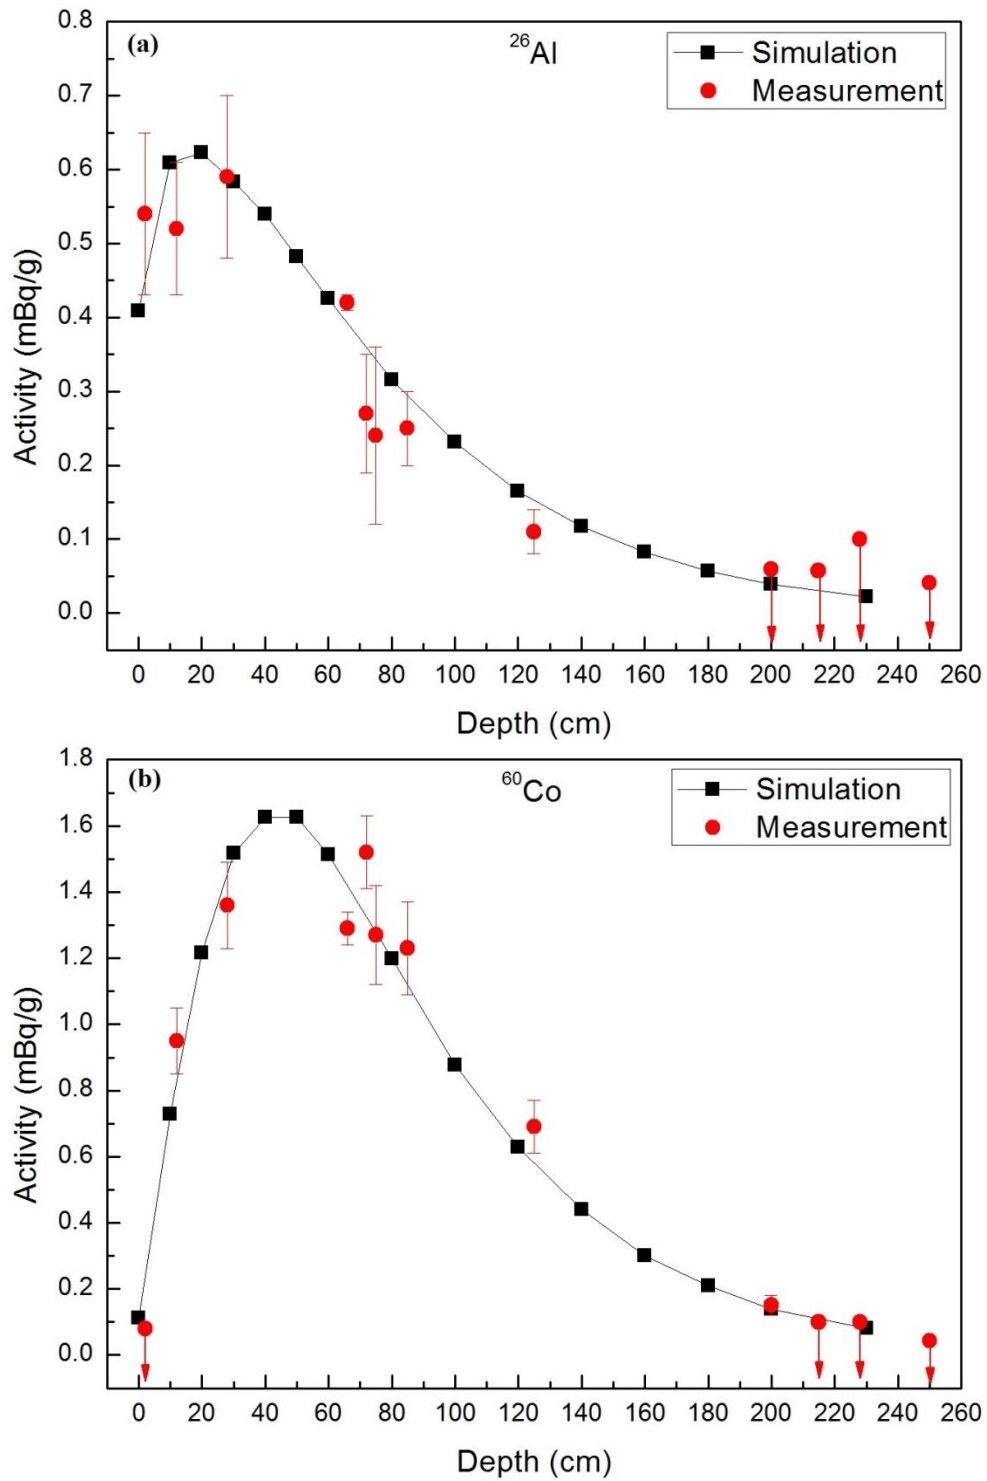 (a)
²⁶Al
Simulation
Measurement
Activity (mBq/g)
0.8
0.7
0.6
0.5
0.4
0.3
0.2
0.1
0.0
0 20 40 60 80 100 120 140 160 180 200 220 240 260
Depth (cm)
(b)
⁶⁰Co
Simulation
Measurement
Activity (mBq/g)
1.8
1.6
1.4
1.2
1.0
0.8
0.6
0.4
0.2
0.0
0 20 40 60 80 100 120 140 160 180 200 220 240 260
Depth (cm)